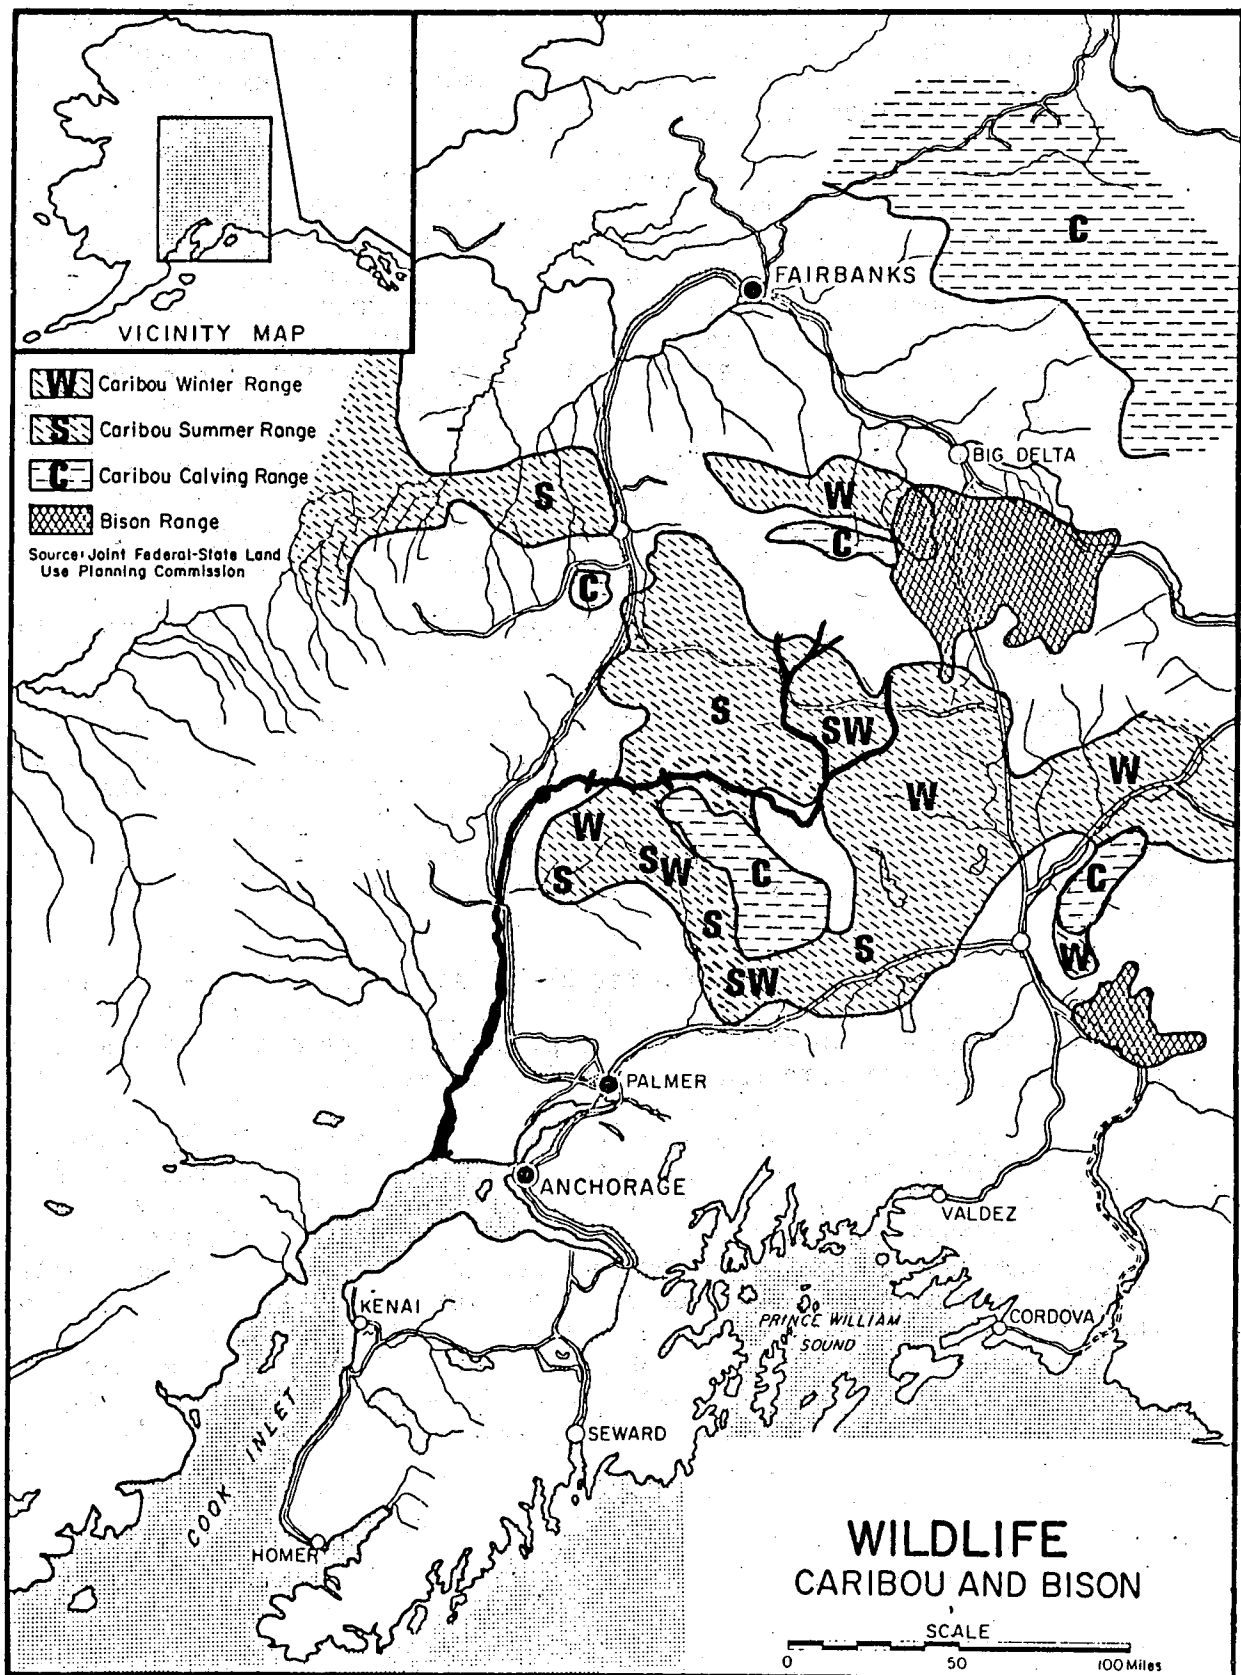 VICINITY MAP
W Caribou Winter Range
S Caribou Summer Range
C Caribou Calving Range
Bison Range
Source: Joint Federal-State Land
Use Planning Commission
C
FAIRBANKS
BIG DELTA
S
W
C
C
S
SW
W
W
W
S
SW
C
C
S
S
W
SW
PALMER
ANCHORAGE
VALDEZ
KENAI
PRINCE WILLIAM
SOUND
CORDOVA
COOK INLET
SEWARD
HOMER
WILDLIFE
CARIBOU AND BISON
SCALE
0 50 100 Miles